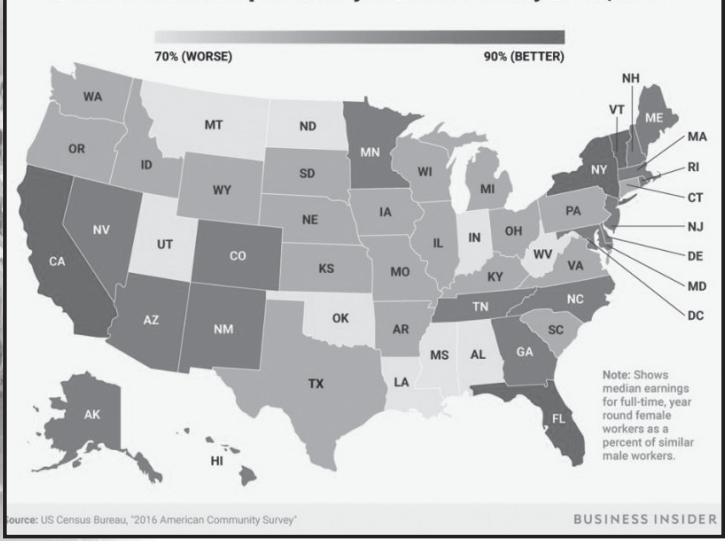 70% (WORSE)
90% (BETTER)
NH
VT
ME
WA
MT
ND
MN
MA
OR
ID
SD
WI
NY
RI
WY
MI
CT
IA
PA
NE
NJ
NV
UT
CO
IL
IN
OH
DE
CA
KS
MO
WV
VA
KY
MD
AZ
NM
OK
AR
TN
NC
DC
SC
MS
AL
GA
TX
LA
Note: Shows
median earnings
for full-time, year
round female
workers as a
percent of similar
male workers.
AK
HI
FL
Source: US Census Bureau, "2016 American Community Survey"
BUSINESS INSIDER